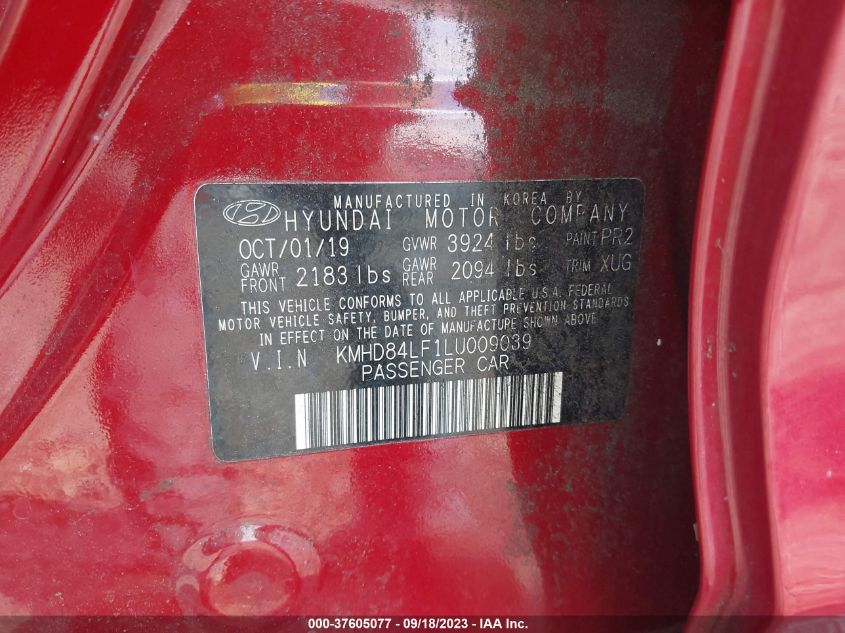 MANUFACTURED IN KOREA BY
HYUNDAI MOTOR COMPANY
OCT/01/19 GVWR 3924 lbs PAINT PR2
GAWR FRONT 2183 lbs GAWR REAR 2094 lbs TRIM XUG
THIS VEHICLE CONFORMS TO ALL APPLICABLE U.S.A. FEDERAL
MOTOR VEHICLE SAFETY, BUMPER, AND THEFT PREVENTION STANDARDS
IN EFFECT ON THE DATE OF MANUFACTURE SHOWN ABOVE.
V.I.N KMHD84LF1LU009039
PASSENGER CAR
000-37605077 - 09/18/2023 - IAA Inc.